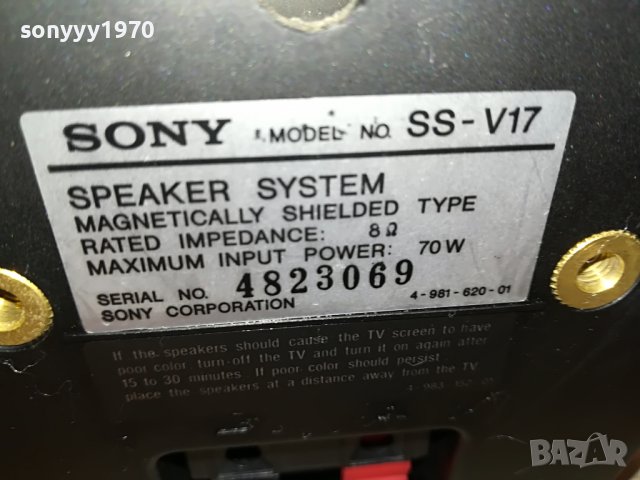 sonyyy1970
SONY MODEL NO. SS-V17
SPEAKER SYSTEM
MAGNETICALLY SHIELDED TYPE
RATED IMPEDANCE: 8Ω
MAXIMUM INPUT POWER: 70W
SERIAL NO. 4823069
SONY CORPORATION 4-981-620-01
If the speakers should cause the TV screen to have
poor color, turn off the TV and turn it on again after
15 to 30 minutes. If poor color should persist,
place the speakers at a distance away from the TV.
BAZAR